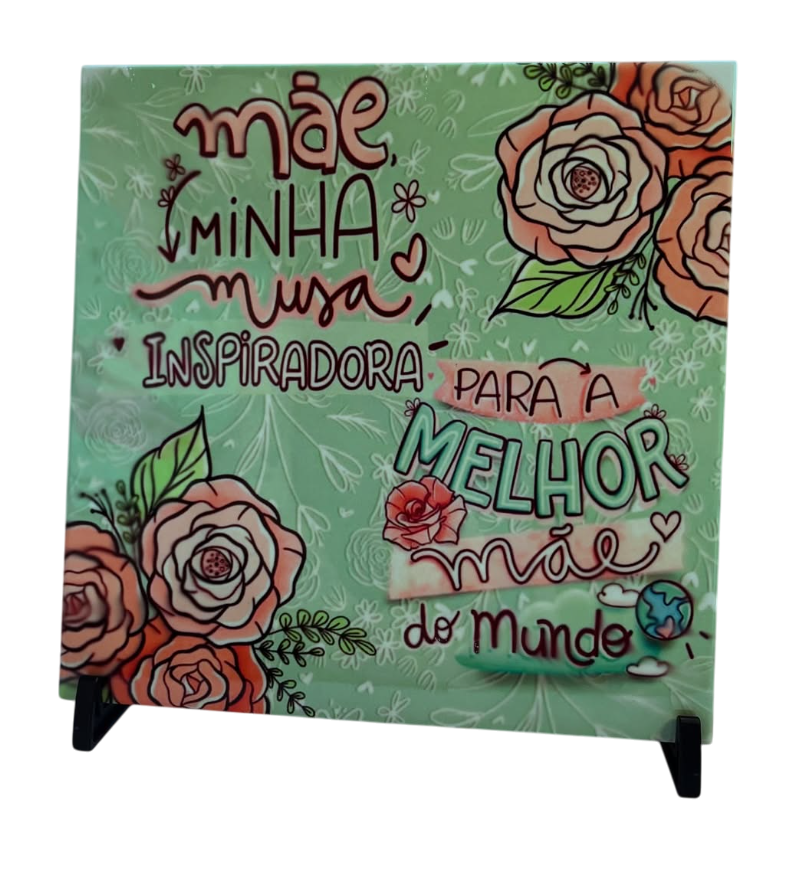 mãe,
MiNHA
musa
INSPiRADORA
PARA A
MELHOR
mãe
do Mundo